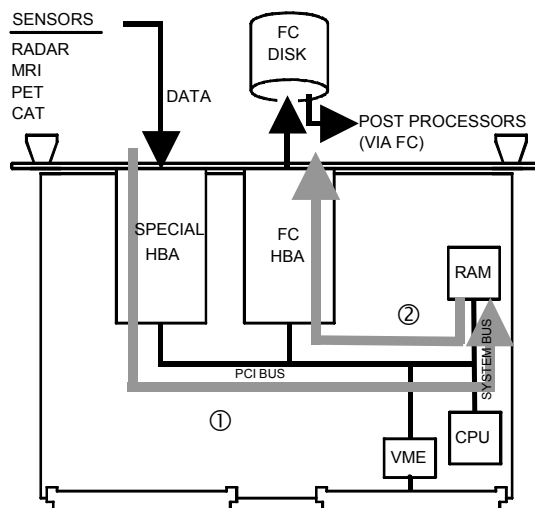 SENSORS
RADAR
MRI
PET
CAT
DATA
FC
DISK
POST PROCESSORS
(VIA FC)
SPECIAL
HBA
FC
HBA
RAM
②
SYSTEM BUS
PCI BUS
①
VME
CPU